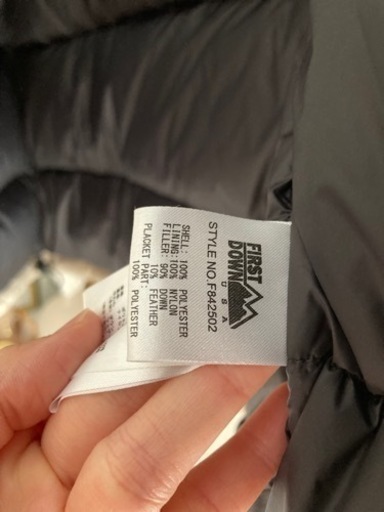 FIRST
DOWN
USA
STYLE NO.F842502
SHELL: 100% POLYESTER
LINING:100% NYLON
FILLER: 90% DOWN
10% FEATHER
PLACKET PART:
100% POLYESTER